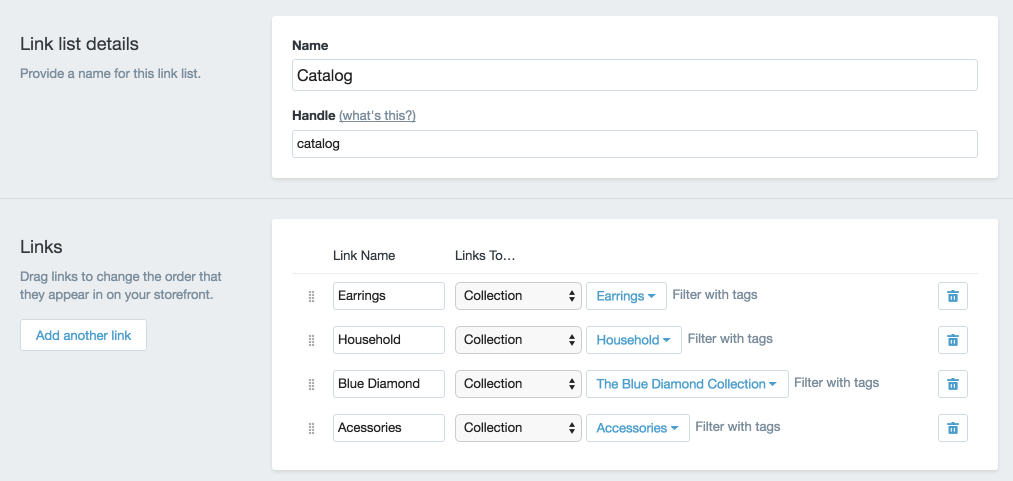 Link list details
Provide a name for this link list.
Name
Catalog
Handle (what's this?)
catalog
Links
Drag links to change the order that
they appear in on your storefront.
Add another link
Link Name Links To…
Earrings Collection Earrings Filter with tags
Household Collection Household Filter with tags
Blue Diamond Collection The Blue Diamond Collection Filter with tags
Acessories Collection Accessories Filter with tags